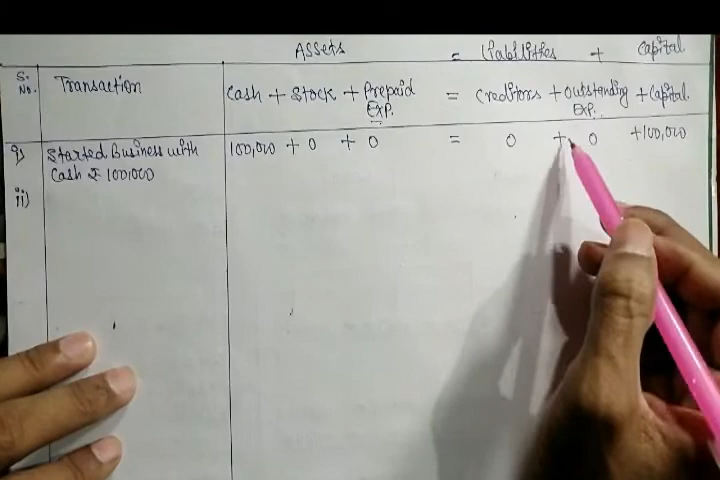 Assets = Liabilities + Capital
S. No. Transaction Cash + Stock + Prepaid Exp. = Creditors + Outstanding Exp. + Capital
i) Started Business with 100,000 + 0 + 0 = 0 + 0 +100,000
Cash ₹ 100,000
ii)